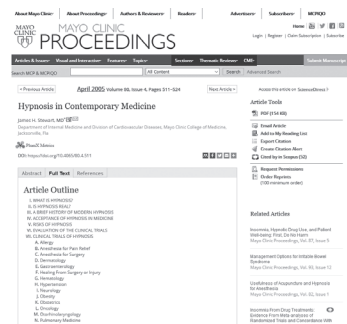 About Mayo Clinic
About Proceedings
Authors & Reviewers
Readers
Advertisers
Subscribers
MCPIQO
MAYO CLINIC
MAYO CLINIC
PROCEEDINGS
Home
Login | Register | Claim Subscription | Subscribe
Articles & Issues
Visual and Interactive
Features
Topics
Sections
Thematic Reviews
CME
Submit Manuscript
Search MCP & MCPIQO
All Content
Search
Advanced Search
< Previous Article
April 2005 Volume 80, Issue 4, Pages 511–524
Next Article >
Access this article on ScienceDirect
Hypnosis in Contemporary Medicine
James H. Stewart, MD
Department of Internal Medicine and Division of Cardiovascular Diseases, Mayo Clinic College of Medicine, Jacksonville, Fla
PlumX Metrics
DOI: https://doi.org/10.4065/80.4.511
Abstract
Full Text
References
Article Outline
I. WHAT IS HYPNOSIS?
II. IS HYPNOSIS REAL?
III. A BRIEF HISTORY OF MODERN HYPNOSIS
IV. ACCEPTANCE OF HYPNOSIS IN MEDICINE
V. RISKS OF HYPNOSIS
VI. EVALUATION OF THE CLINICAL TRIALS
VII. CLINICAL TRIALS OF HYPNOSIS
A. Allergy
B. Anesthesia for Pain Relief
C. Anesthesia for Surgery
D. Dermatology
E. Gastroenterology
F. Healing From Surgery or Injury
G. Hematology
H. Hypertension
I. Neurology
J. Obesity
K. Obstetrics
L. Oncology
M. Otorhinolaryngology
N. Pulmonary Medicine
Article Tools
PDF (154 KB)
Email Article
Add to My Reading List
Export Citation
Create Citation Alert
Cited by in Scopus (52)
Request Permissions
Order Reprints
(100 minimum order)
Related Articles
Insomnia, Hypnotic Drug Use, and Patient
Well-being: First, Do No Harm
Mayo Clinic Proceedings, Vol. 87, Issue 5
Management Options for Irritable Bowel
Syndrome
Mayo Clinic Proceedings, Vol. 93, Issue 12
Usefulness of Acupuncture and Hypnosis
for Anesthesia
Mayo Clinic Proceedings, Vol. 82, Issue 1
Insomnia From Drug Treatments:
Evidence From Meta-analyses of
Randomized Trials and Concordance With